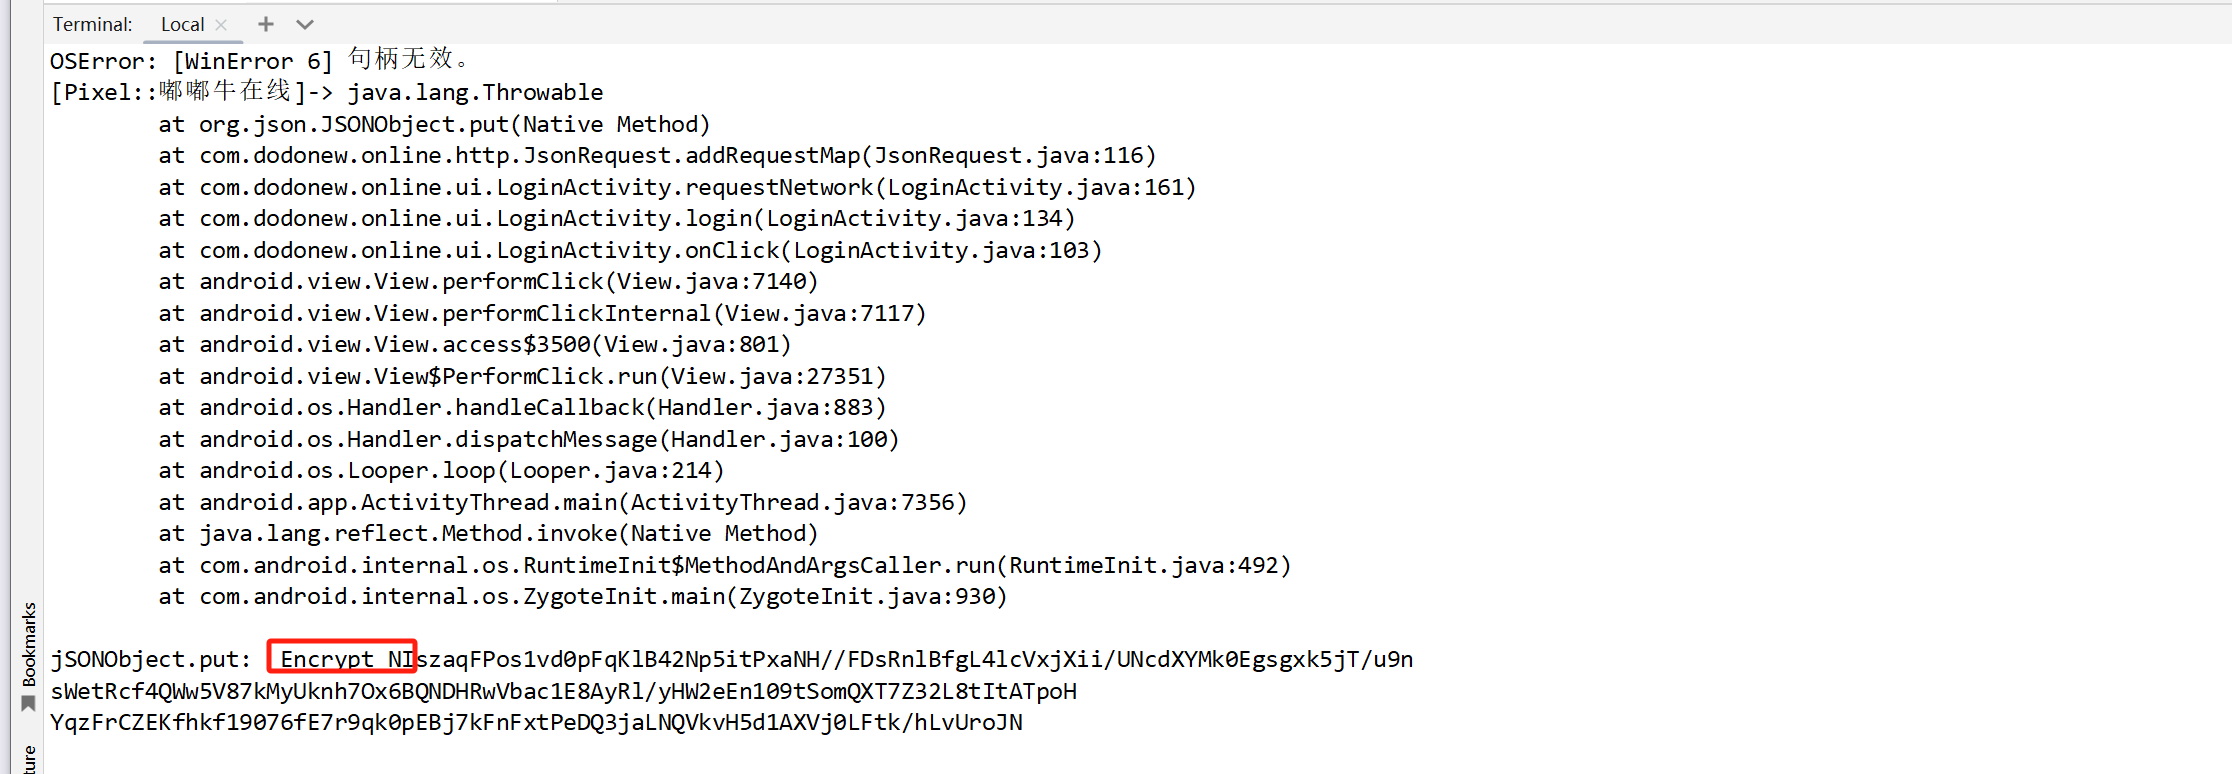 Terminal: Local × +
OSError: [WinError 6] 句柄无效。
[Pixel::嘟嘟牛在线]-> java.lang.Throwable
at org.json.JSONObject.put(Native Method)
at com.dodonew.online.http.JsonRequest.addRequestMap(JsonRequest.java:116)
at com.dodonew.online.ui.LoginActivity.requestNetwork(LoginActivity.java:161)
at com.dodonew.online.ui.LoginActivity.login(LoginActivity.java:134)
at com.dodonew.online.ui.LoginActivity.onClick(LoginActivity.java:103)
at android.view.View.performClick(View.java:7140)
at android.view.View.performClickInternal(View.java:7117)
at android.view.View.access$3500(View.java:801)
at android.view.View$PerformClick.run(View.java:27351)
at android.os.Handler.handleCallback(Handler.java:883)
at android.os.Handler.dispatchMessage(Handler.java:100)
at android.os.Looper.loop(Looper.java:214)
at android.app.ActivityThread.main(ActivityThread.java:7356)
at java.lang.reflect.Method.invoke(Native Method)
at com.android.internal.os.RuntimeInit$MethodAndArgsCaller.run(RuntimeInit.java:492)
at com.android.internal.os.ZygoteInit.main(ZygoteInit.java:930)
jSONObject.put: Encrypt NIszaqFPos1vd0pFqKlB42Np5itPxaNH//FDsRnlBfgL4lcVxjXii/UNcdXYMk0Egsgxk5jT/u9n
sWetRcf4QWw5V87kMyUknh7Ox6BQNDHRwVbac1E8AyRl/yHW2eEn109tSomQXT7Z32L8tItATpoH
YqzFrCZEKfhkf19076fE7r9qk0pEBj7kFnFxtPeDQ3jaLNQVkvH5d1AXVj0LFtk/hLvUroJN
Bookmarks